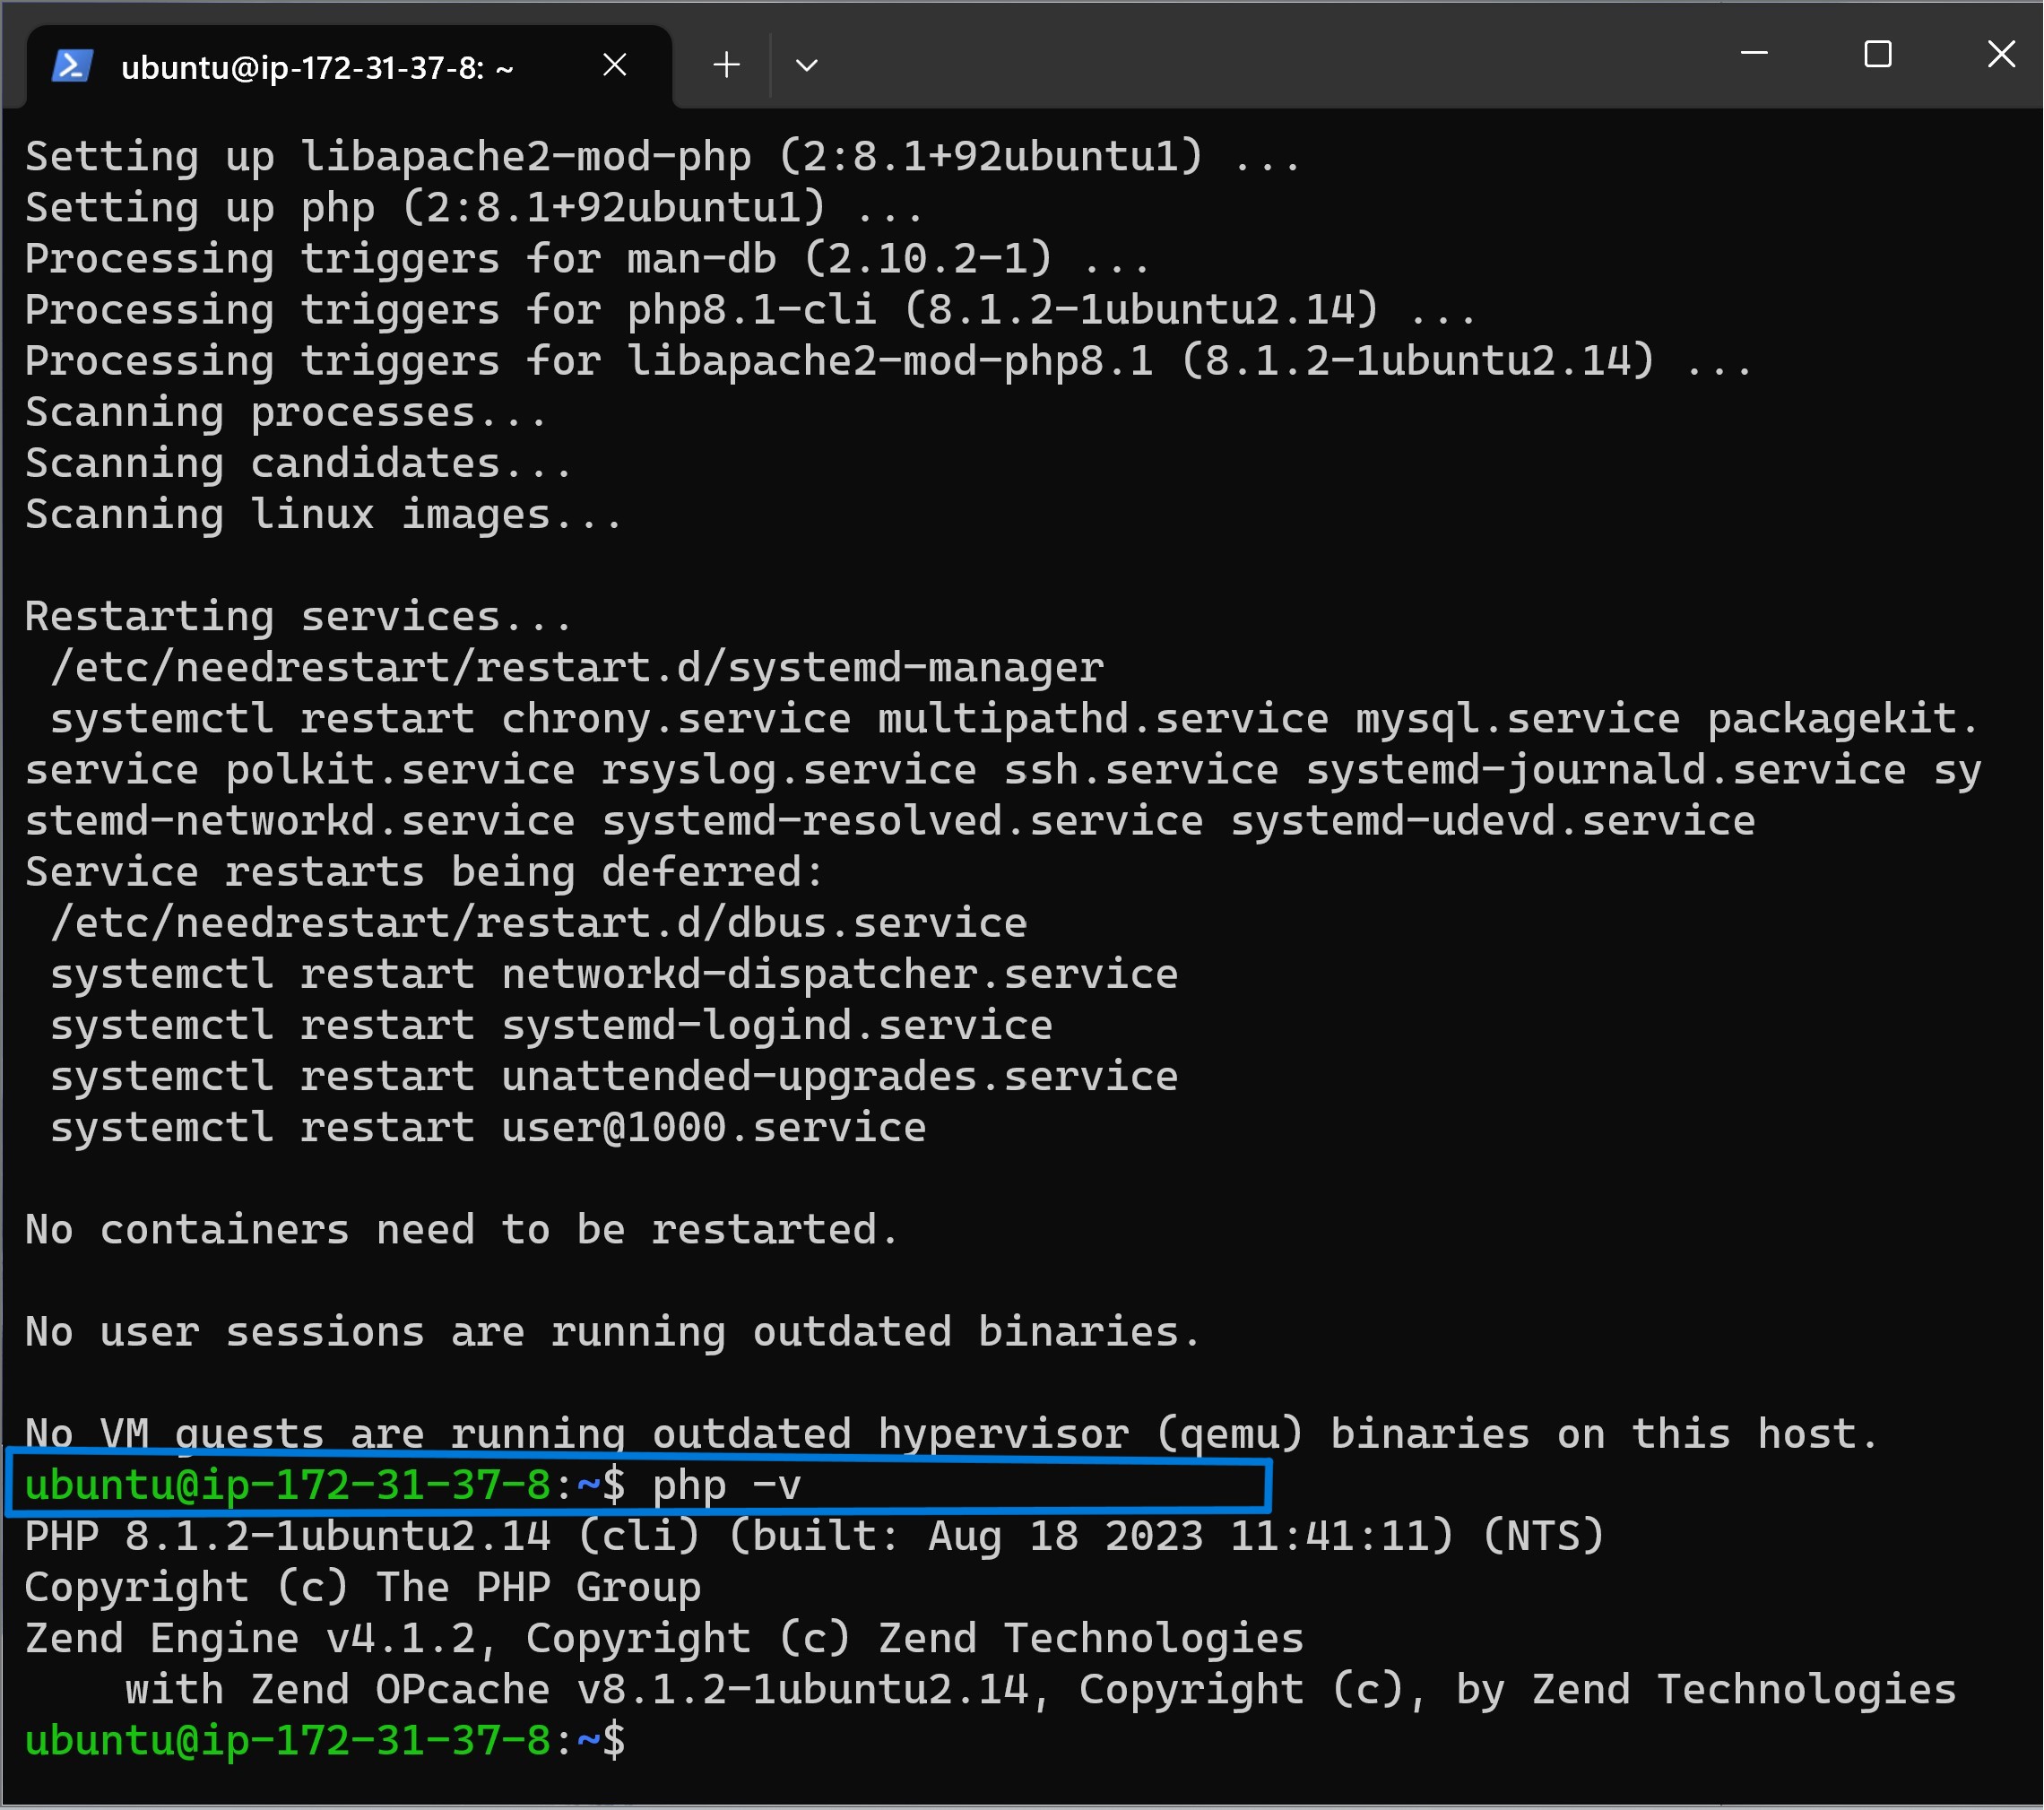 ubuntu@ip-172-31-37-8: ~
Setting up libapache2-mod-php (2:8.1+92ubuntu1) ...
Setting up php (2:8.1+92ubuntu1) ...
Processing triggers for man-db (2.10.2-1) ...
Processing triggers for php8.1-cli (8.1.2-1ubuntu2.14) ...
Processing triggers for libapache2-mod-php8.1 (8.1.2-1ubuntu2.14) ...
Scanning processes...
Scanning candidates...
Scanning linux images...
Restarting services...
 /etc/needrestart/restart.d/systemd-manager
 systemctl restart chrony.service multipathd.service mysql.service packagekit.
service polkit.service rsyslog.service ssh.service systemd-journald.service sy
stemd-networkd.service systemd-resolved.service systemd-udevd.service
Service restarts being deferred:
 /etc/needrestart/restart.d/dbus.service
 systemctl restart networkd-dispatcher.service
 systemctl restart systemd-logind.service
 systemctl restart unattended-upgrades.service
 systemctl restart user@1000.service
No containers need to be restarted.
No user sessions are running outdated binaries.
No VM guests are running outdated hypervisor (qemu) binaries on this host.
ubuntu@ip-172-31-37-8:~$ php -v
PHP 8.1.2-1ubuntu2.14 (cli) (built: Aug 18 2023 11:41:11) (NTS)
Copyright (c) The PHP Group
Zend Engine v4.1.2, Copyright (c) Zend Technologies
    with Zend OPcache v8.1.2-1ubuntu2.14, Copyright (c), by Zend Technologies
ubuntu@ip-172-31-37-8:~$